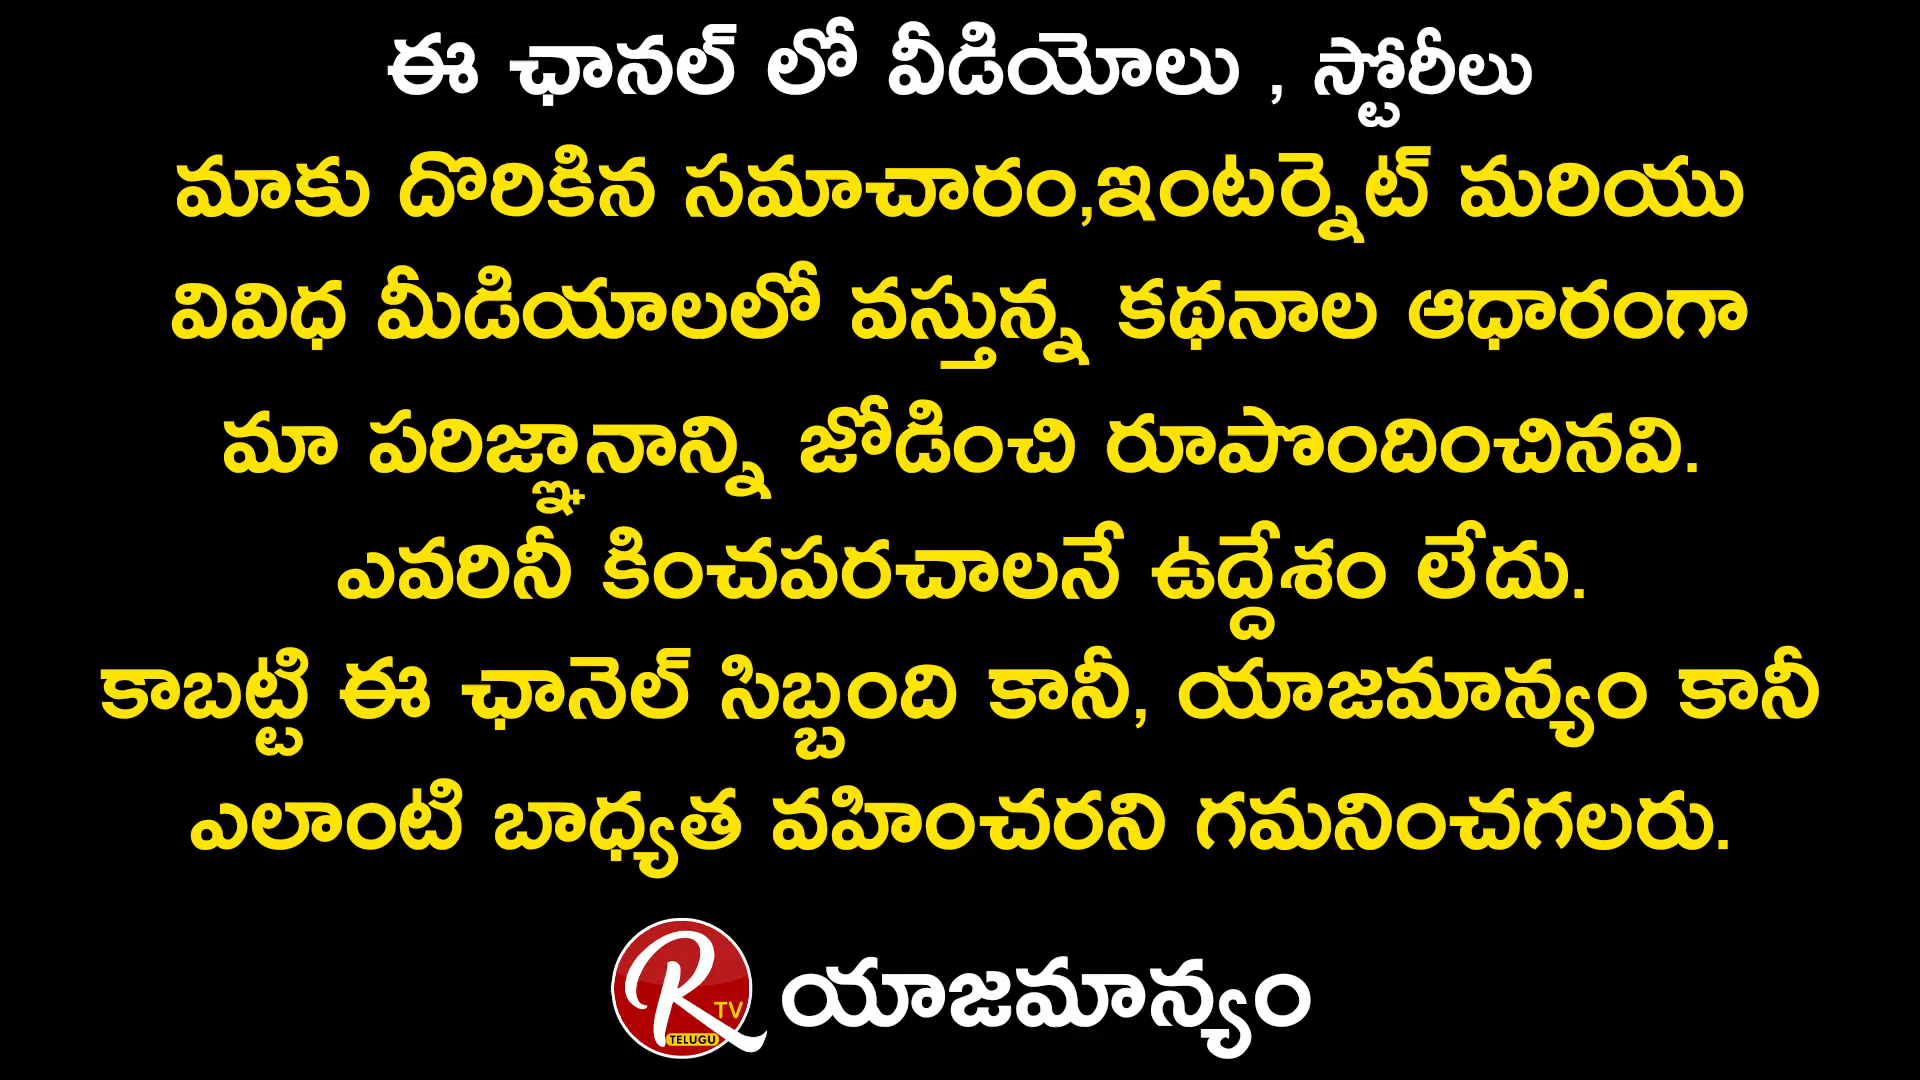 ఈ ఛానల్ లో వీడియోలు , స్టోరీలు
మాకు దొరికిన సమాచారం,ఇంటర్నెట్ మరియు
వివిధ మీడియాలలో వస్తున్న కథనాల ఆధారంగా
మా పరిజ్ఞానాన్ని జోడించి రూపొందించినవి.
ఎవరినీ కించపరచాలనే ఉద్దేశం లేదు.
కాబట్టి ఈ ఛానెల్ సిబ్బంది కానీ, యాజమాన్యం కానీ
ఎలాంటి బాధ్యత వహించరని గమనించగలరు.
R TV TELUGU యాజమాన్యం